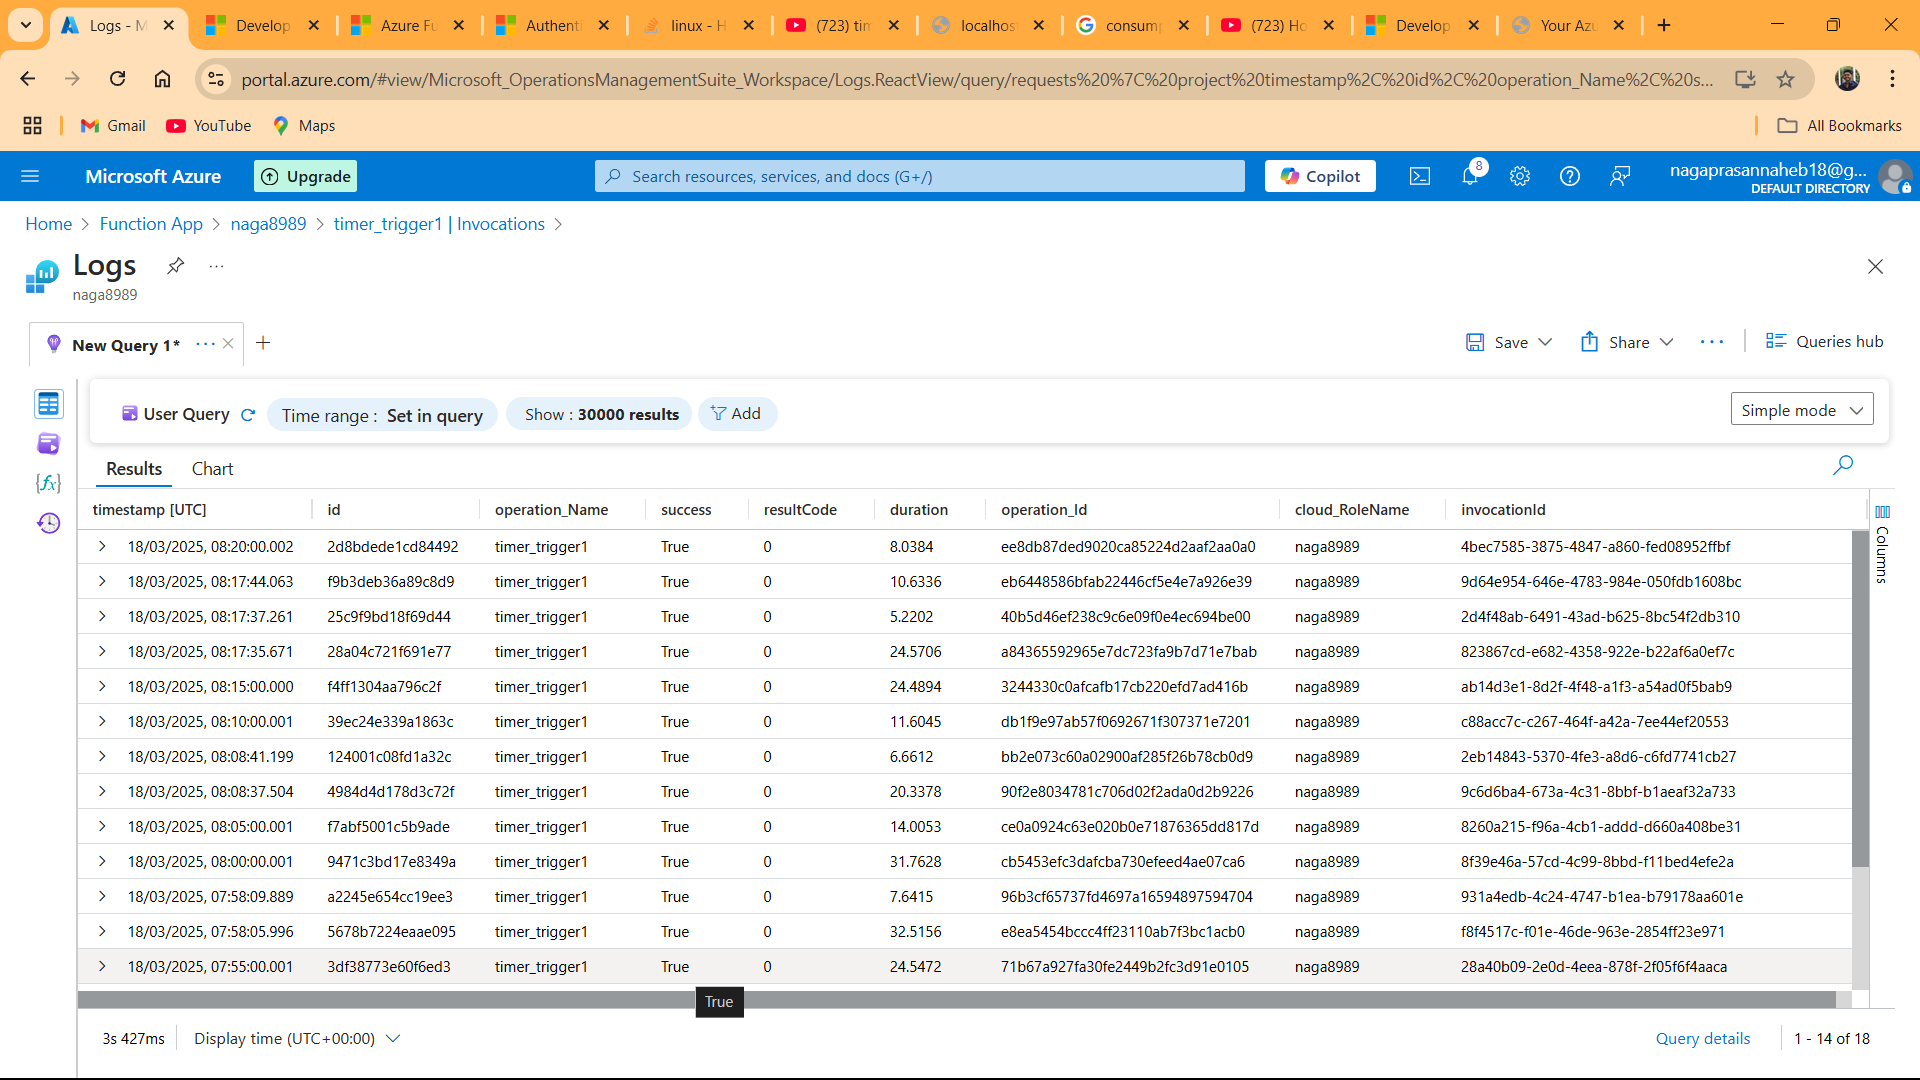 Logs - M
Develop
Azure Fu
Authenti
linux - H
(723) tim
localhos
consump
(723) Ho
Develop
Your Azu
portal.azure.com/#view/Microsoft_OperationsManagementSuite_Workspace/Logs.ReactView/query/requests%20%7C%20project%20timestamp%2C%20id%2C%20operation_Name%2C%20s...
Gmail
YouTube
Maps
All Bookmarks
Microsoft Azure
Upgrade
Search resources, services, and docs (G+/)
Copilot
8
nagaprasannaheb18@g...
DEFAULT DIRECTORY
Home > Function App > naga8989 > timer_trigger1 | Invocations >
Logs
...
naga8989
New Query 1*
...
Save
Share
...
Queries hub
User Query
Time range : Set in query
Show : 30000 results
Add
Simple mode
Results
Chart
timestamp [UTC] id operation_Name success resultCode duration operation_Id cloud_RoleName invocationId
18/03/2025, 08:20:00.002 2d8bdede1cd84492 timer_trigger1 True 0 8.0384 ee8db87ded9020ca85224d2aaf2aa0a0 naga8989 4bec7585-3875-4847-a860-fed08952ffbf
18/03/2025, 08:17:44.063 f9b3deb36a89c8d9 timer_trigger1 True 0 10.6336 eb6448586bfab22446cf5e4e7a926e39 naga8989 9d64e954-646e-4783-984e-050fdb1608bc
18/03/2025, 08:17:37.261 25c9f9bd18f69d44 timer_trigger1 True 0 5.2202 40b5d46ef238c9c6e09f0e4ec694be00 naga8989 2d4f48ab-6491-43ad-b625-8bc54f2db310
18/03/2025, 08:17:35.671 28a04c721f691e77 timer_trigger1 True 0 24.5706 a84365592965e7dc723fa9b7d71e7bab naga8989 823867cd-e682-4358-922e-b22af6a0ef7c
18/03/2025, 08:15:00.000 f4ff1304aa796c2f timer_trigger1 True 0 24.4894 3244330c0afcafb17cb220efd7ad416b naga8989 ab14d3e1-8d2f-4f48-a1f3-a54ad0f5bab9
18/03/2025, 08:10:00.001 39ec24e339a1863c timer_trigger1 True 0 11.6045 db1f9e97ab57f0692671f307371e7201 naga8989 c88acc7c-c267-464f-a42a-7ee44ef20553
18/03/2025, 08:08:41.199 124001c08fd1a32c timer_trigger1 True 0 6.6612 bb2e073c60a02900af285f26b78cb0d9 naga8989 2eb14843-5370-4fe3-a8d6-c6fd7741cb27
18/03/2025, 08:08:37.504 4984d4d178d3c72f timer_trigger1 True 0 20.3378 90f2e8034781c706d02f2ada0d2b9226 naga8989 9c6d6ba4-673a-4c31-8bbf-b1aeaf32a733
18/03/2025, 08:05:00.001 f7abf5001c5b9ade timer_trigger1 True 0 14.0053 ce0a0924c63e020b0e71876365dd817d naga8989 8260a215-f96a-4cb1-addd-d660a408be31
18/03/2025, 08:00:00.001 9471c3bd17e8349a timer_trigger1 True 0 31.7628 cb5453efc3dafcba730efeed4ae07ca6 naga8989 8f39e46a-57cd-4c99-8bbd-f11bed4efe2a
18/03/2025, 07:58:09.889 a2245e654cc19ee3 timer_trigger1 True 0 7.6415 96b3cf65737fd4697a16594897594704 naga8989 931a4edb-4c24-4747-b1ea-b79178aa601e
18/03/2025, 07:58:05.996 5678b7224eaae095 timer_trigger1 True 0 32.5156 e8ea5454bccc4ff23110ab7f3bc1acb0 naga8989 f8f4517c-f01e-46de-963e-2854ff23e971
18/03/2025, 07:55:00.001 3df38773e60f6ed3 timer_trigger1 True 0 24.5472 71b67a927fa30fe2449b2fc3d91e0105 naga8989 28a40b09-2e0d-4eea-878f-2f05f6f4aaca
Columns
True
3s 427ms
Display time (UTC+00:00)
Query details
1 - 14 of 18